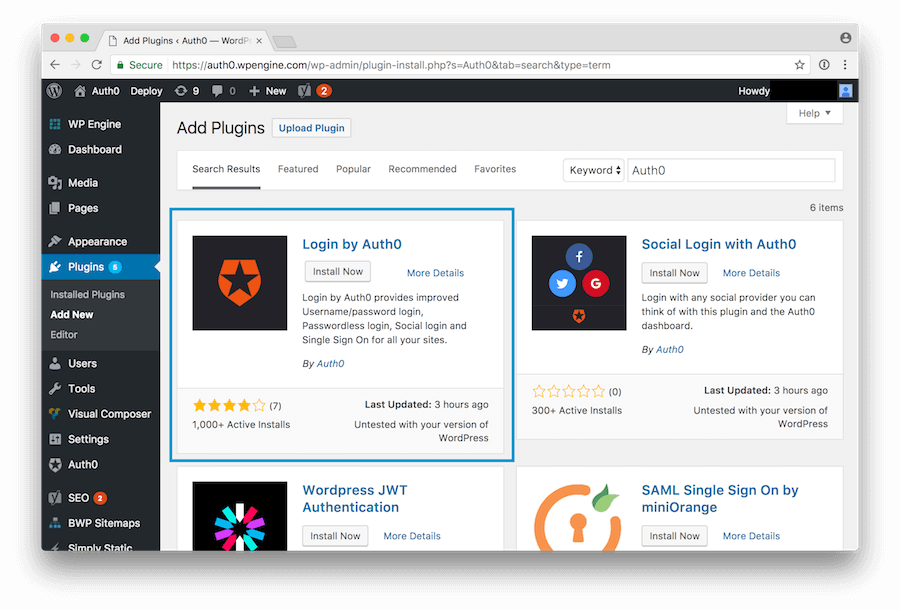 Add Plugins ‹ Auth0 — WordPr
Secure https://auth0.wpengine.com/wp-admin/plugin-install.php?s=Auth0&tab=search&type=term
Auth0 Deploy 9 0 New 2 Howdy
WP Engine
Dashboard
Media
Pages
Appearance
Plugins 5
Installed Plugins
Add New
Editor
Users
Tools
Visual Composer
Settings
Auth0
SEO 2
BWP Sitemaps
Simply Static
Help
Add Plugins Upload Plugin
Search Results Featured Popular Recommended Favorites Keyword Auth0
6 items
Login by Auth0
Install Now More Details
Login by Auth0 provides improved
Username/password login,
Passwordless login, Social login and
Single Sign On for all your sites.
By Auth0
(7)
1,000+ Active Installs
Last Updated: 3 hours ago
Untested with your version of
WordPress
Social Login with Auth0
Install Now More Details
Login with any social provider you can
think of with this plugin and the Auth0
dashboard.
By Auth0
(0)
300+ Active Installs
Last Updated: 3 hours ago
Untested with your version of
WordPress
Wordpress JWT
Authentication
Install Now More Details
SAML Single Sign On by
miniOrange
Install Now More Details